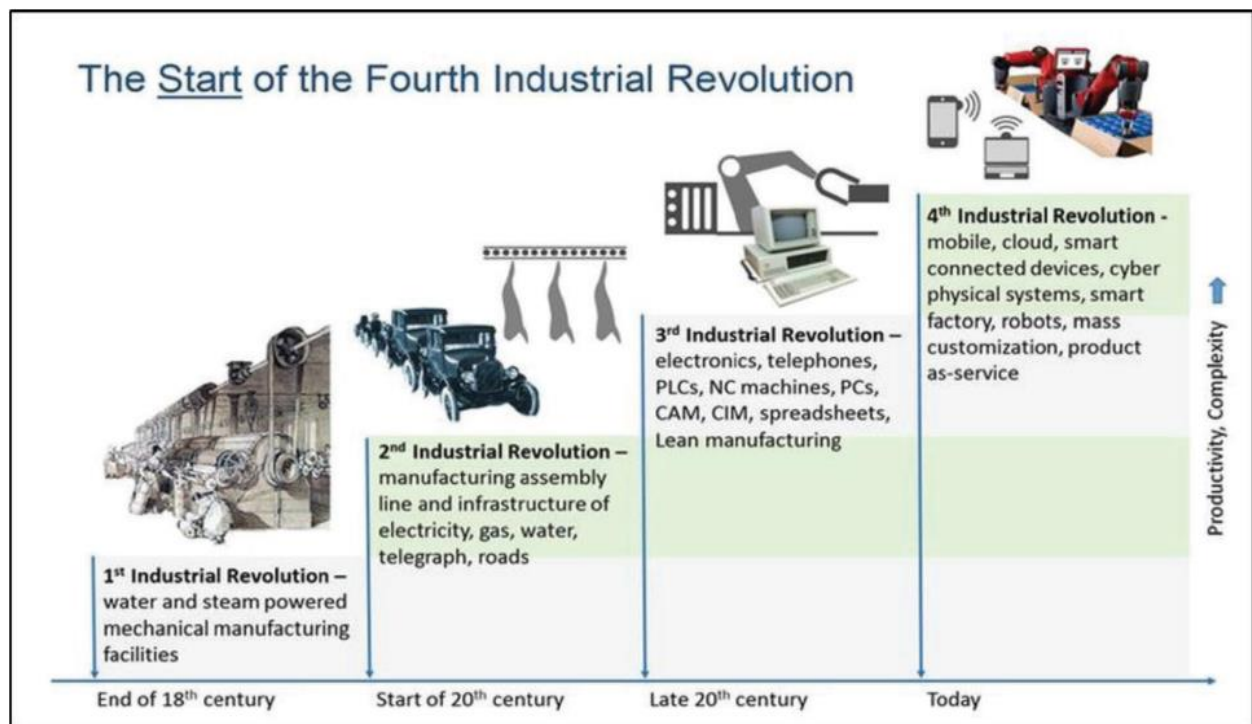 The Start of the Fourth Industrial Revolution
4th Industrial Revolution -
mobile, cloud, smart
connected devices, cyber
physical systems, smart
factory, robots, mass
customization, product
as-service
3rd Industrial Revolution –
electronics, telephones,
PLCs, NC machines, PCs,
CAM, CIM, spreadsheets,
Lean manufacturing
2nd Industrial Revolution –
manufacturing assembly
line and infrastructure of
electricity, gas, water,
telegraph, roads
1st Industrial Revolution –
water and steam powered
mechanical manufacturing
facilities
Productivity, Complexity
End of 18th century
Start of 20th century
Late 20th century
Today